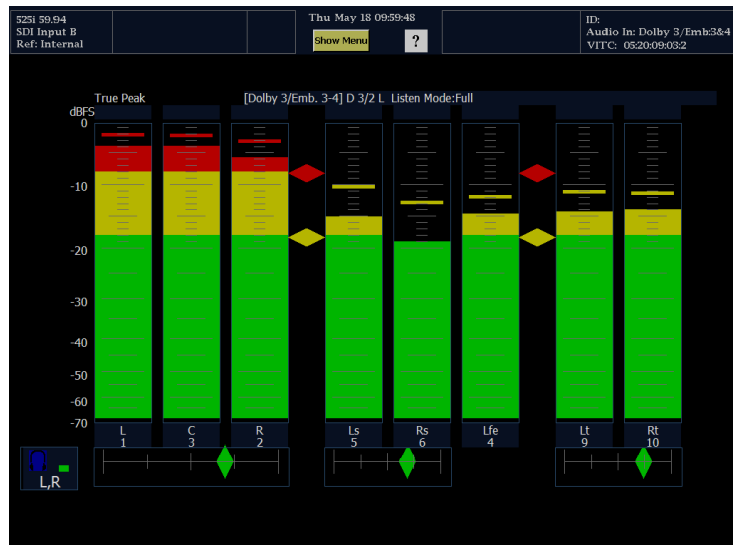 525i 59.94
SDI Input B
Ref: Internal
Thu May 18 09:59:48
Show Menu
?
ID:
Audio In: Dolby 3/Emb:3&4
VITC: 05:20:09:03:2
True Peak
[Dolby 3/Emb. 3-4] D 3/2 L Listen Mode:Full
dBFS
0
-10
-20
-30
-40
-50
-60
-70
L C R Ls Rs Lfe Lt Rt
1 3 2 5 6 4 9 10
L,R